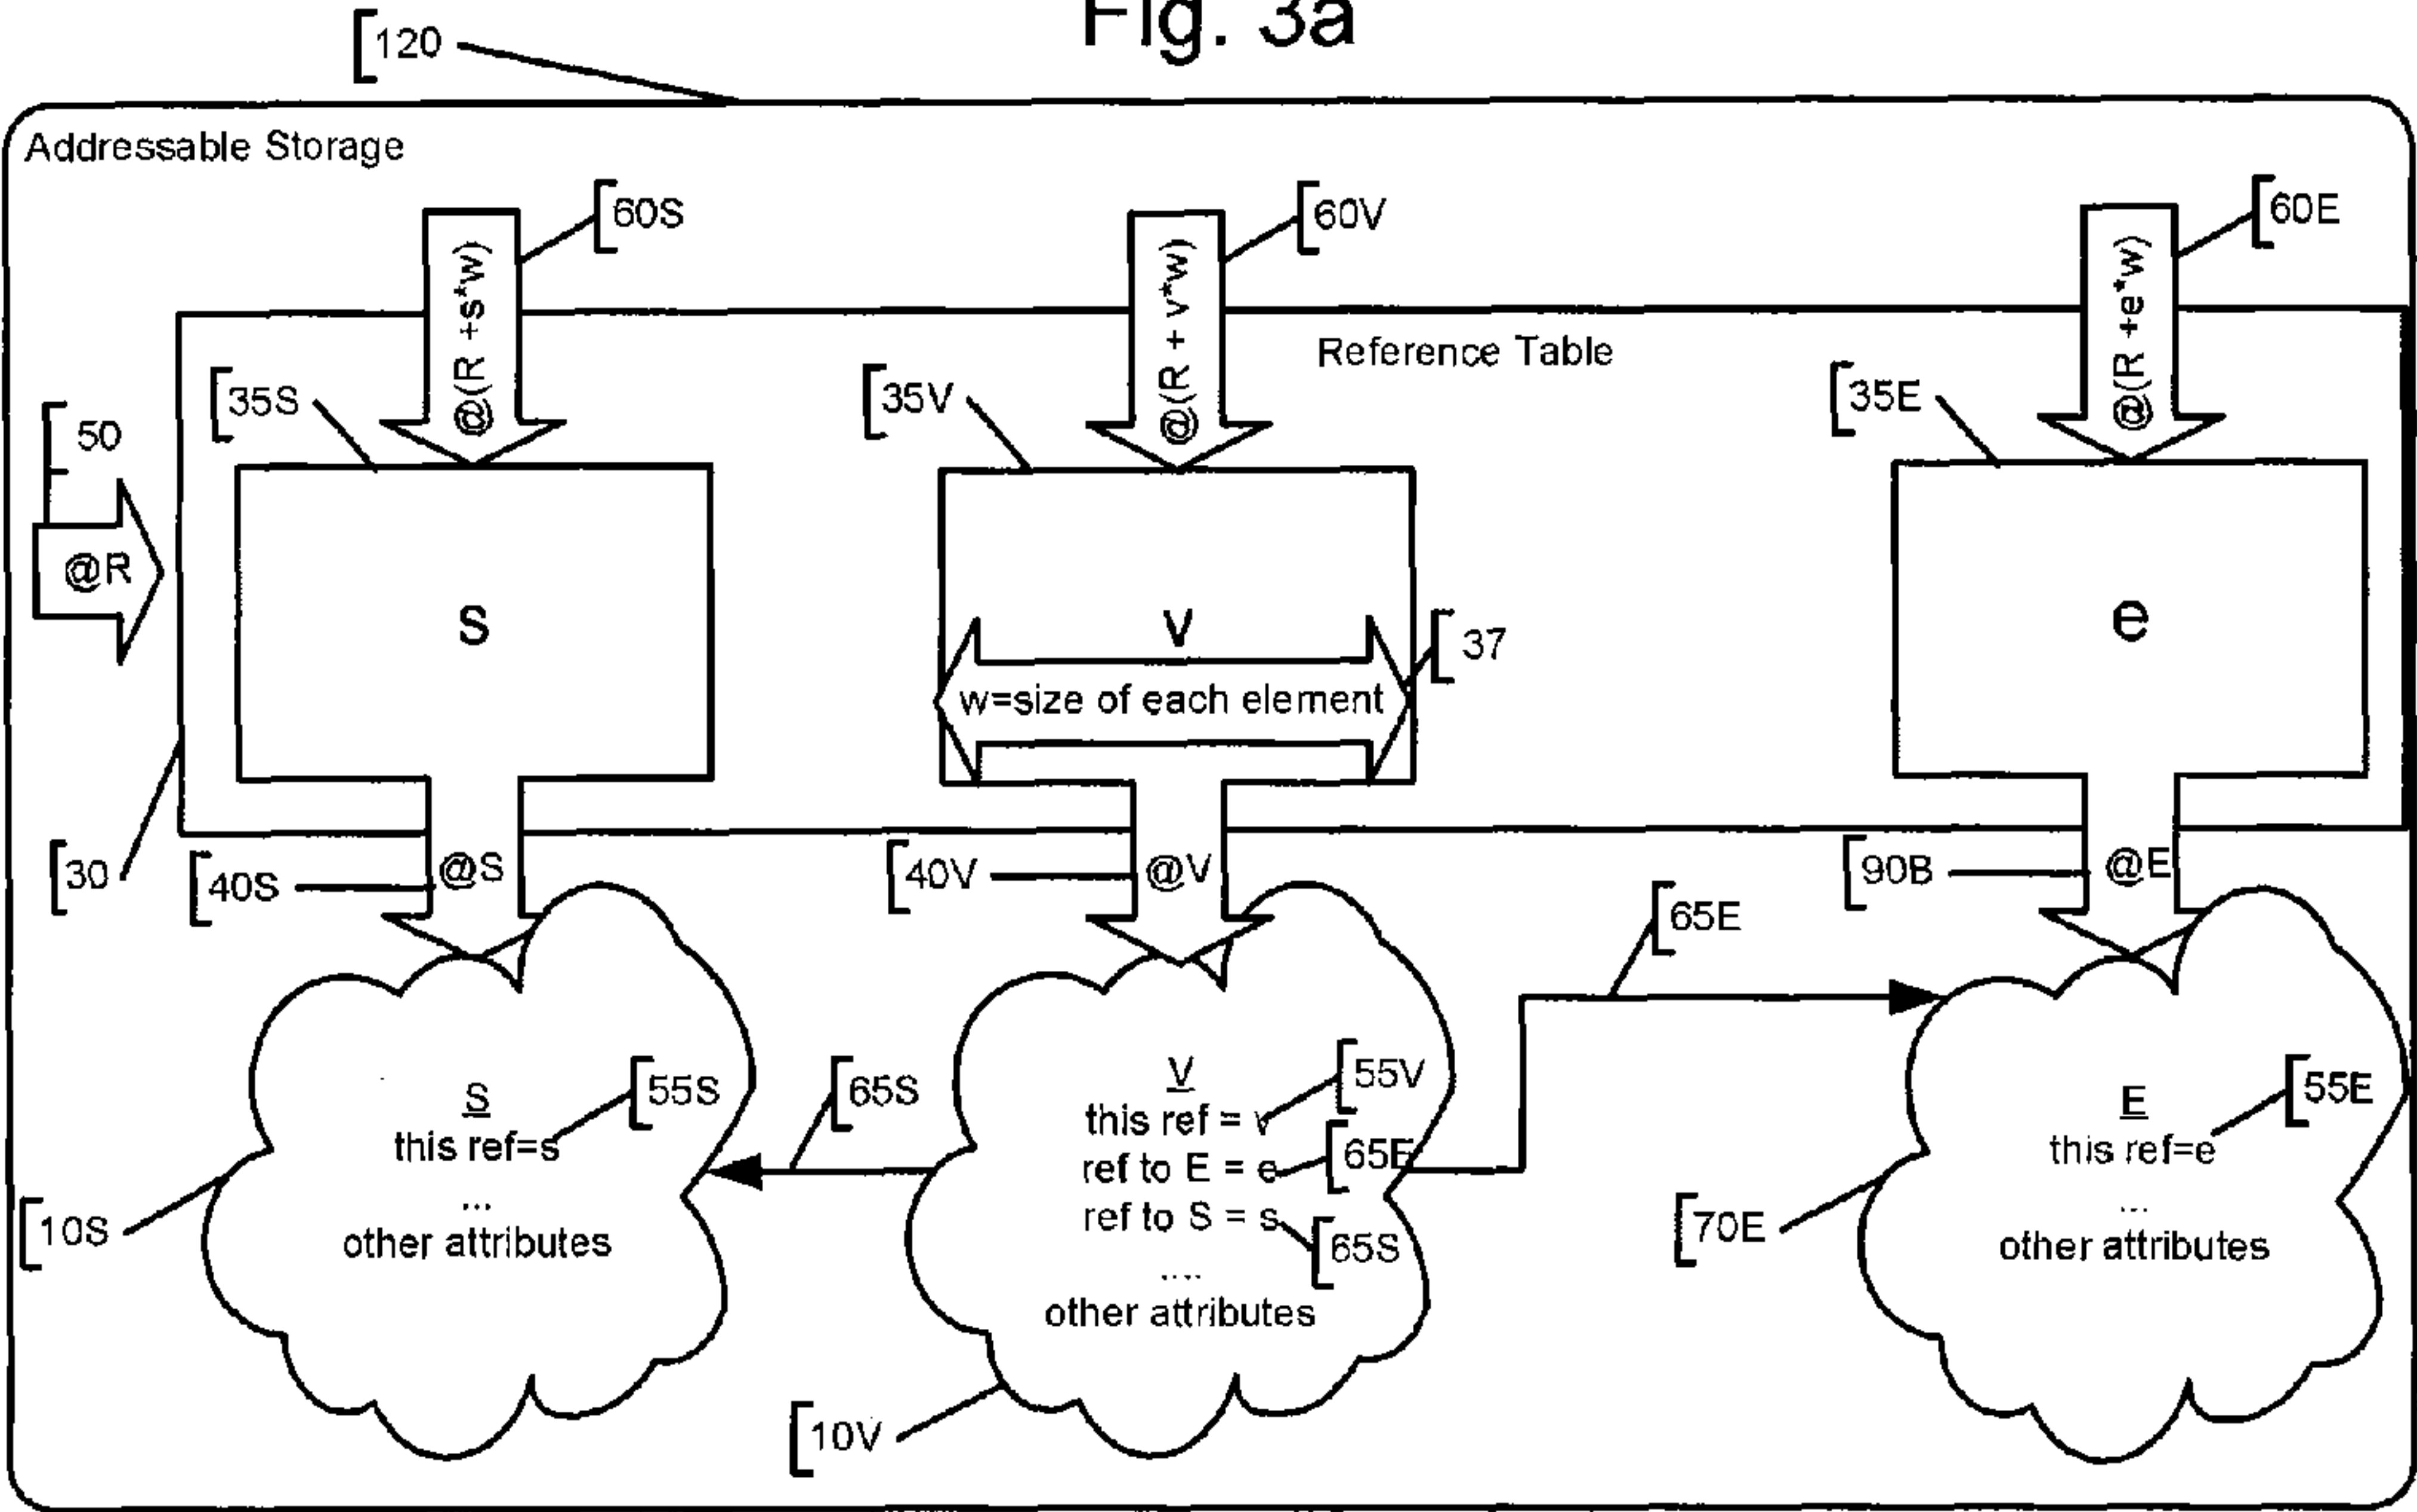 Fig. 3a
120
Addressable Storage
60S
60V
60E
@(R +s*w)
@(R + v*w)
@(R +e*w)
Reference Table
35S
35V
35E
50
@R
s
v
e
37
w=size of each element
30
40S
@S
40V
@V
90B
@E
65E
S
this ref=s
...
other attributes
55S
65S
V
this ref = v
ref to E = e
ref to S = s
....
other attributes
55V
65E
65S
E
this ref=e
...
other attributes
55E
10S
70E
10V